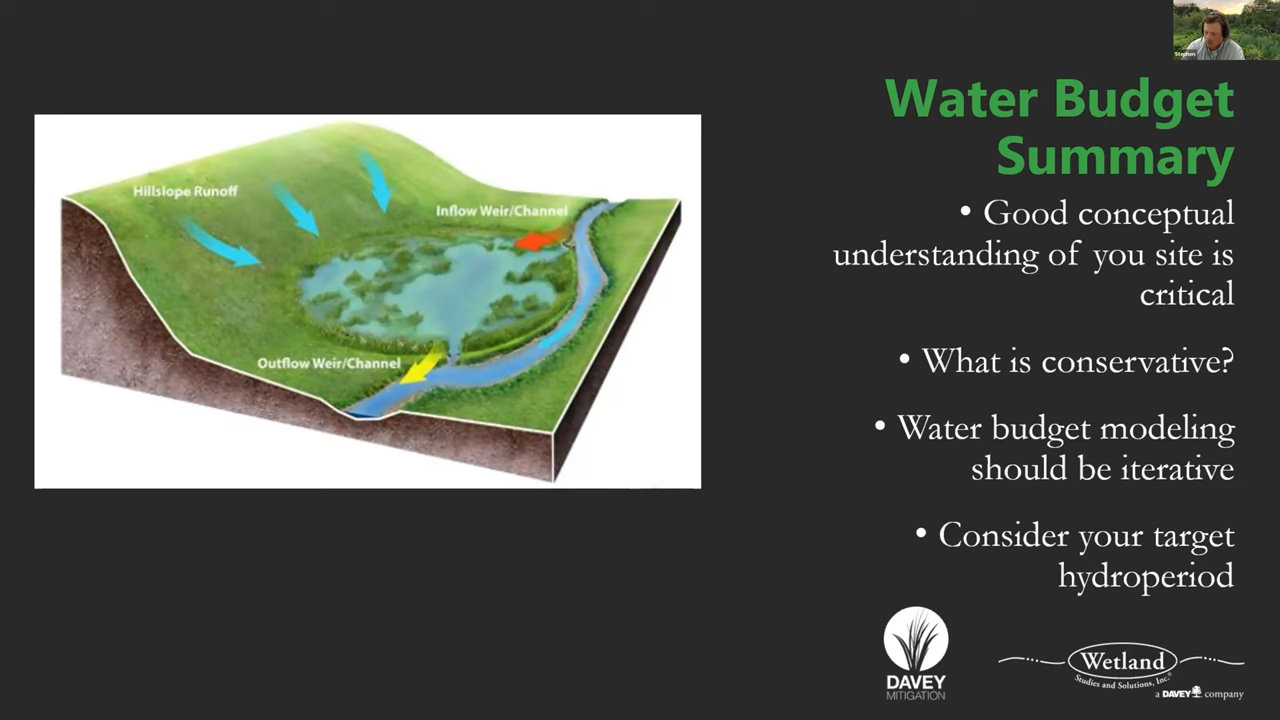 Stephen
Water Budget
Summary
• Good conceptual
understanding of you site is
critical
• What is conservative?
• Water budget modeling
should be iterative
• Consider your target
hydroperiod
Hillslope Runoff
Inflow Weir/Channel
Outflow Weir/Channel
DAVEY
MITIGATION
Wetland
Studies and Solutions, Inc.®
a DAVEY company